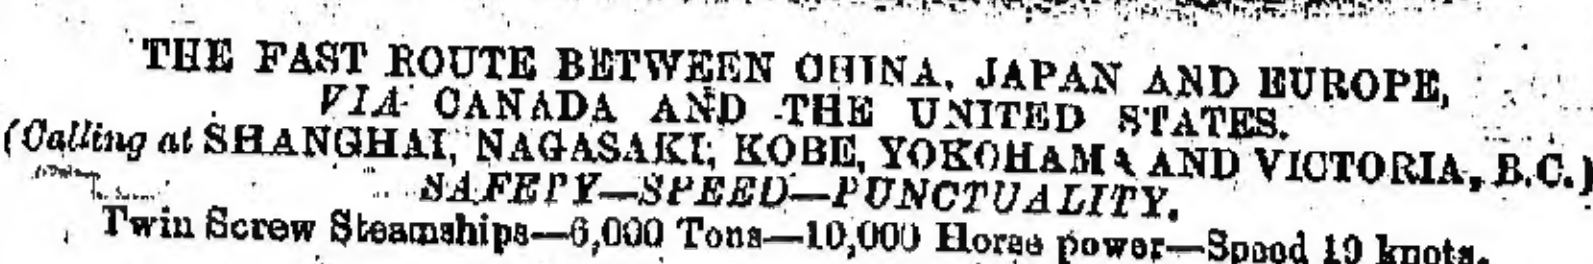 THE FAST ROUTE BETWEEN CHINA, JAPAN AND EUROPE,
VIA CANADA AND THE UNITED STATES.
(Calling at SHANGHAI, NAGASAKI, KOBE, YOKOHAMA AND VICTORIA, B.C.)
SAFETY—SPEED—PUNCTUALITY.
Twin Screw Steamships—6,000 Tons—10,000 Horse power—Speed 19 knots.